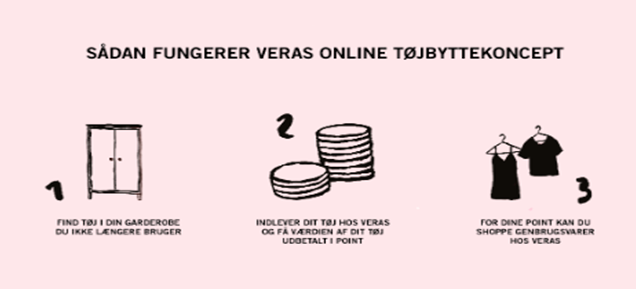 SÅDAN FUNGERER VERAS ONLINE TØJBYTTEKONCEPT
1
FIND TØJ I DIN GARDEROBE
DU IKKE LÆNGERE BRUGER
2
INDLEVER DIT TØJ HOS VERAS
OG FÅ VÆRDIEN AF DIT TØJ
UDBETALT I POINT
3
FOR DINE POINT KAN DU
SHOPPE GENBRUGSVARER
HOS VERAS